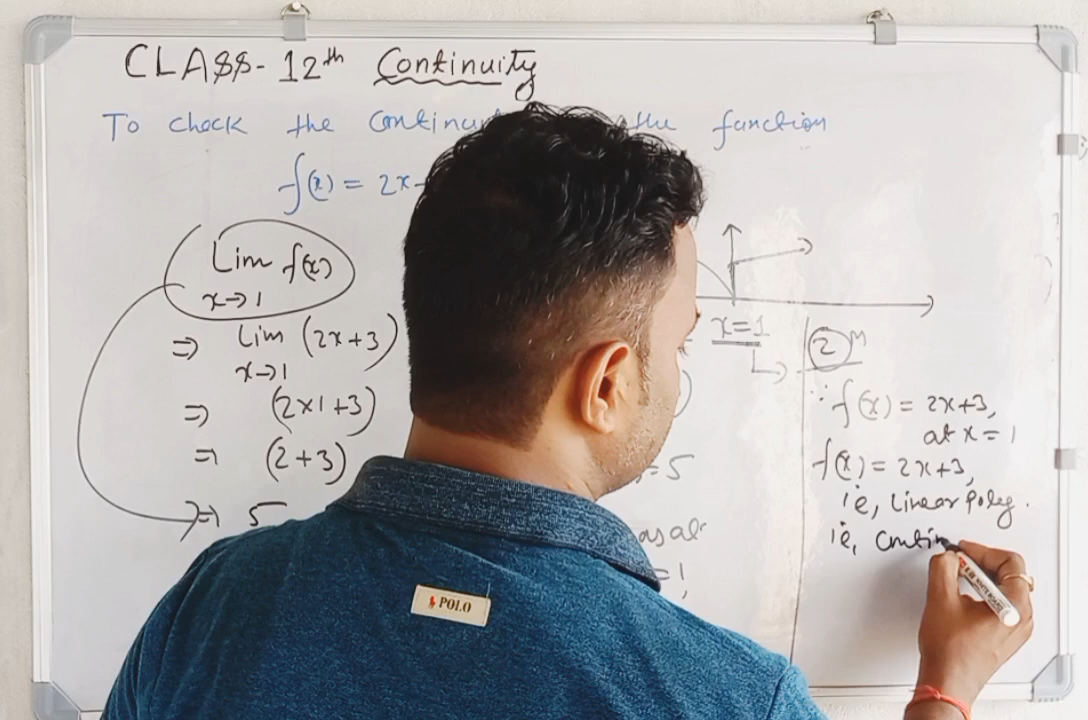 CLASS-12th Continuity
To check the continu the function
f(x) = 2x
Lim f(x)
x→1
⇒ Lim (2x+3)
x→1
⇒ (2×1+3)
⇒ (2+3)
⇒ 5
=5
=1
x=1
(2)M
∵ f(x) = 2x+3,
at x=1
f(x) = 2x+3,
i.e, Linear Poly.
i.e, Contin
POLO